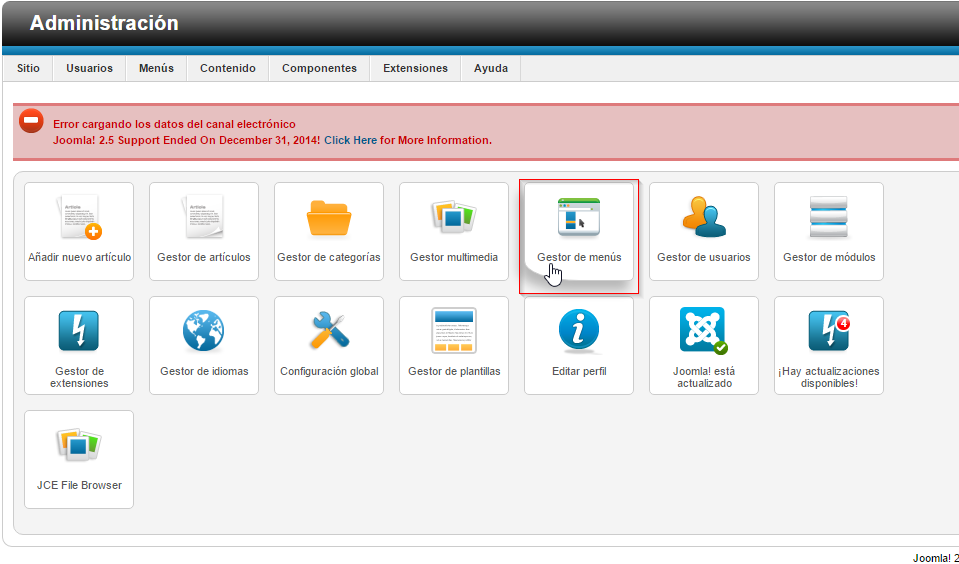 Administración
Sitio Usuarios Menús Contenido Componentes Extensiones Ayuda
Error cargando los datos del canal electrónico
Joomla! 2.5 Support Ended On December 31, 2014! Click Here for More Information.
Añadir nuevo artículo
Gestor de artículos
Gestor de categorías
Gestor multimedia
Gestor de menús
Gestor de usuarios
Gestor de módulos
Gestor de
extensiones
Gestor de idiomas
Configuración global
Gestor de plantillas
Editar perfil
Joomla! está
actualizado
4
¡Hay actualizaciones
disponibles!
JCE File Browser
Joomla! 2